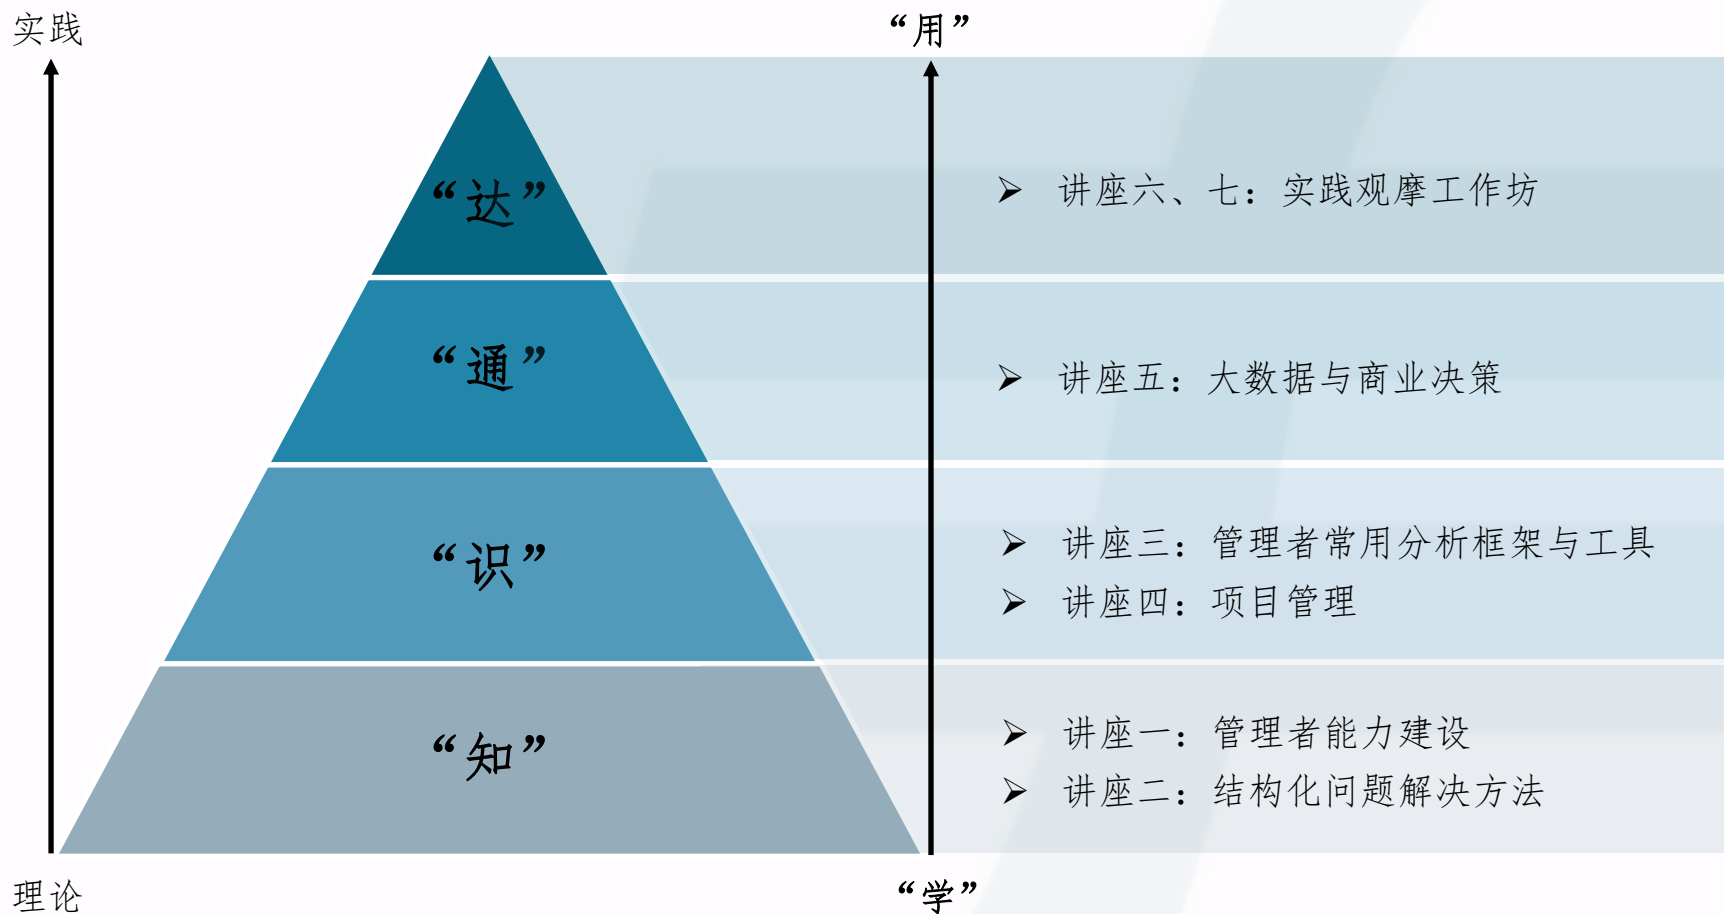 实践
“用”
“达”
讲座六、七：实践观摩工作坊
“通”
讲座五：大数据与商业决策
“识”
讲座三：管理者常用分析框架与工具
讲座四：项目管理
“知”
讲座一：管理者能力建设
讲座二：结构化问题解决方法
理论
“学”